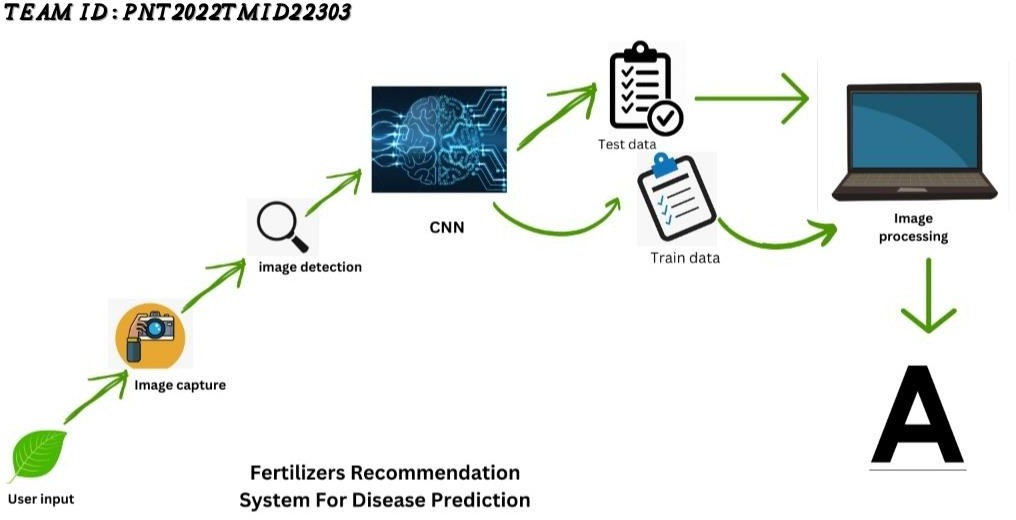 TEAM ID : PNT2022TMID22303
Test data
CNN
Train data
Image
processing
image detection
Image capture
A
User input
Fertilizers Recommendation
System For Disease Prediction